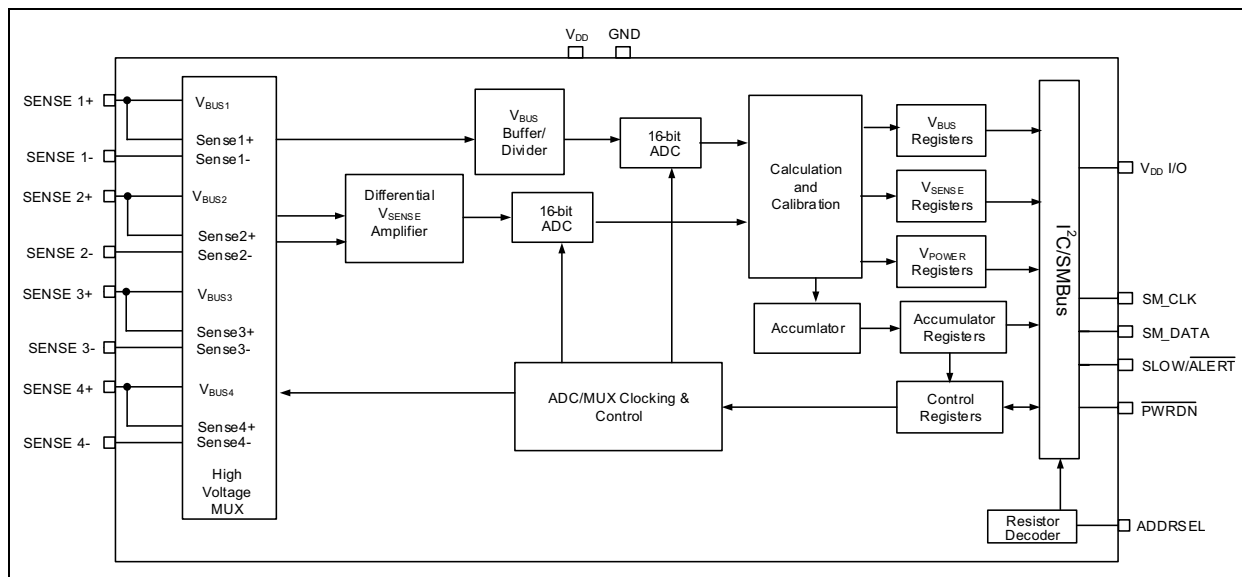 VDD GND
SENSE 1+
SENSE 1-
SENSE 2+
SENSE 2-
SENSE 3+
SENSE 3-
SENSE 4+
SENSE 4-
VBUS1
Sense1+
Sense1-
VBUS2
Sense2+
Sense2-
VBUS3
Sense3+
Sense3-
VBUS4
Sense4+
Sense4-
High
Voltage
MUX
VBUS
Buffer/
Divider
16-bit
ADC
Differential
VSENSE
Amplifier
16-bit
ADC
Calculation
and
Calibration
VBUS
Registers
VSENSE
Registers
VPOWER
Registers
Accumlator
Accumulator
Registers
ADC/MUX Clocking &
Control
Control
Registers
I²C/SMBus
Resistor
Decoder
VDD I/O
SM_CLK
SM_DATA
SLOW/ALERT
PWRDN
ADDRSEL